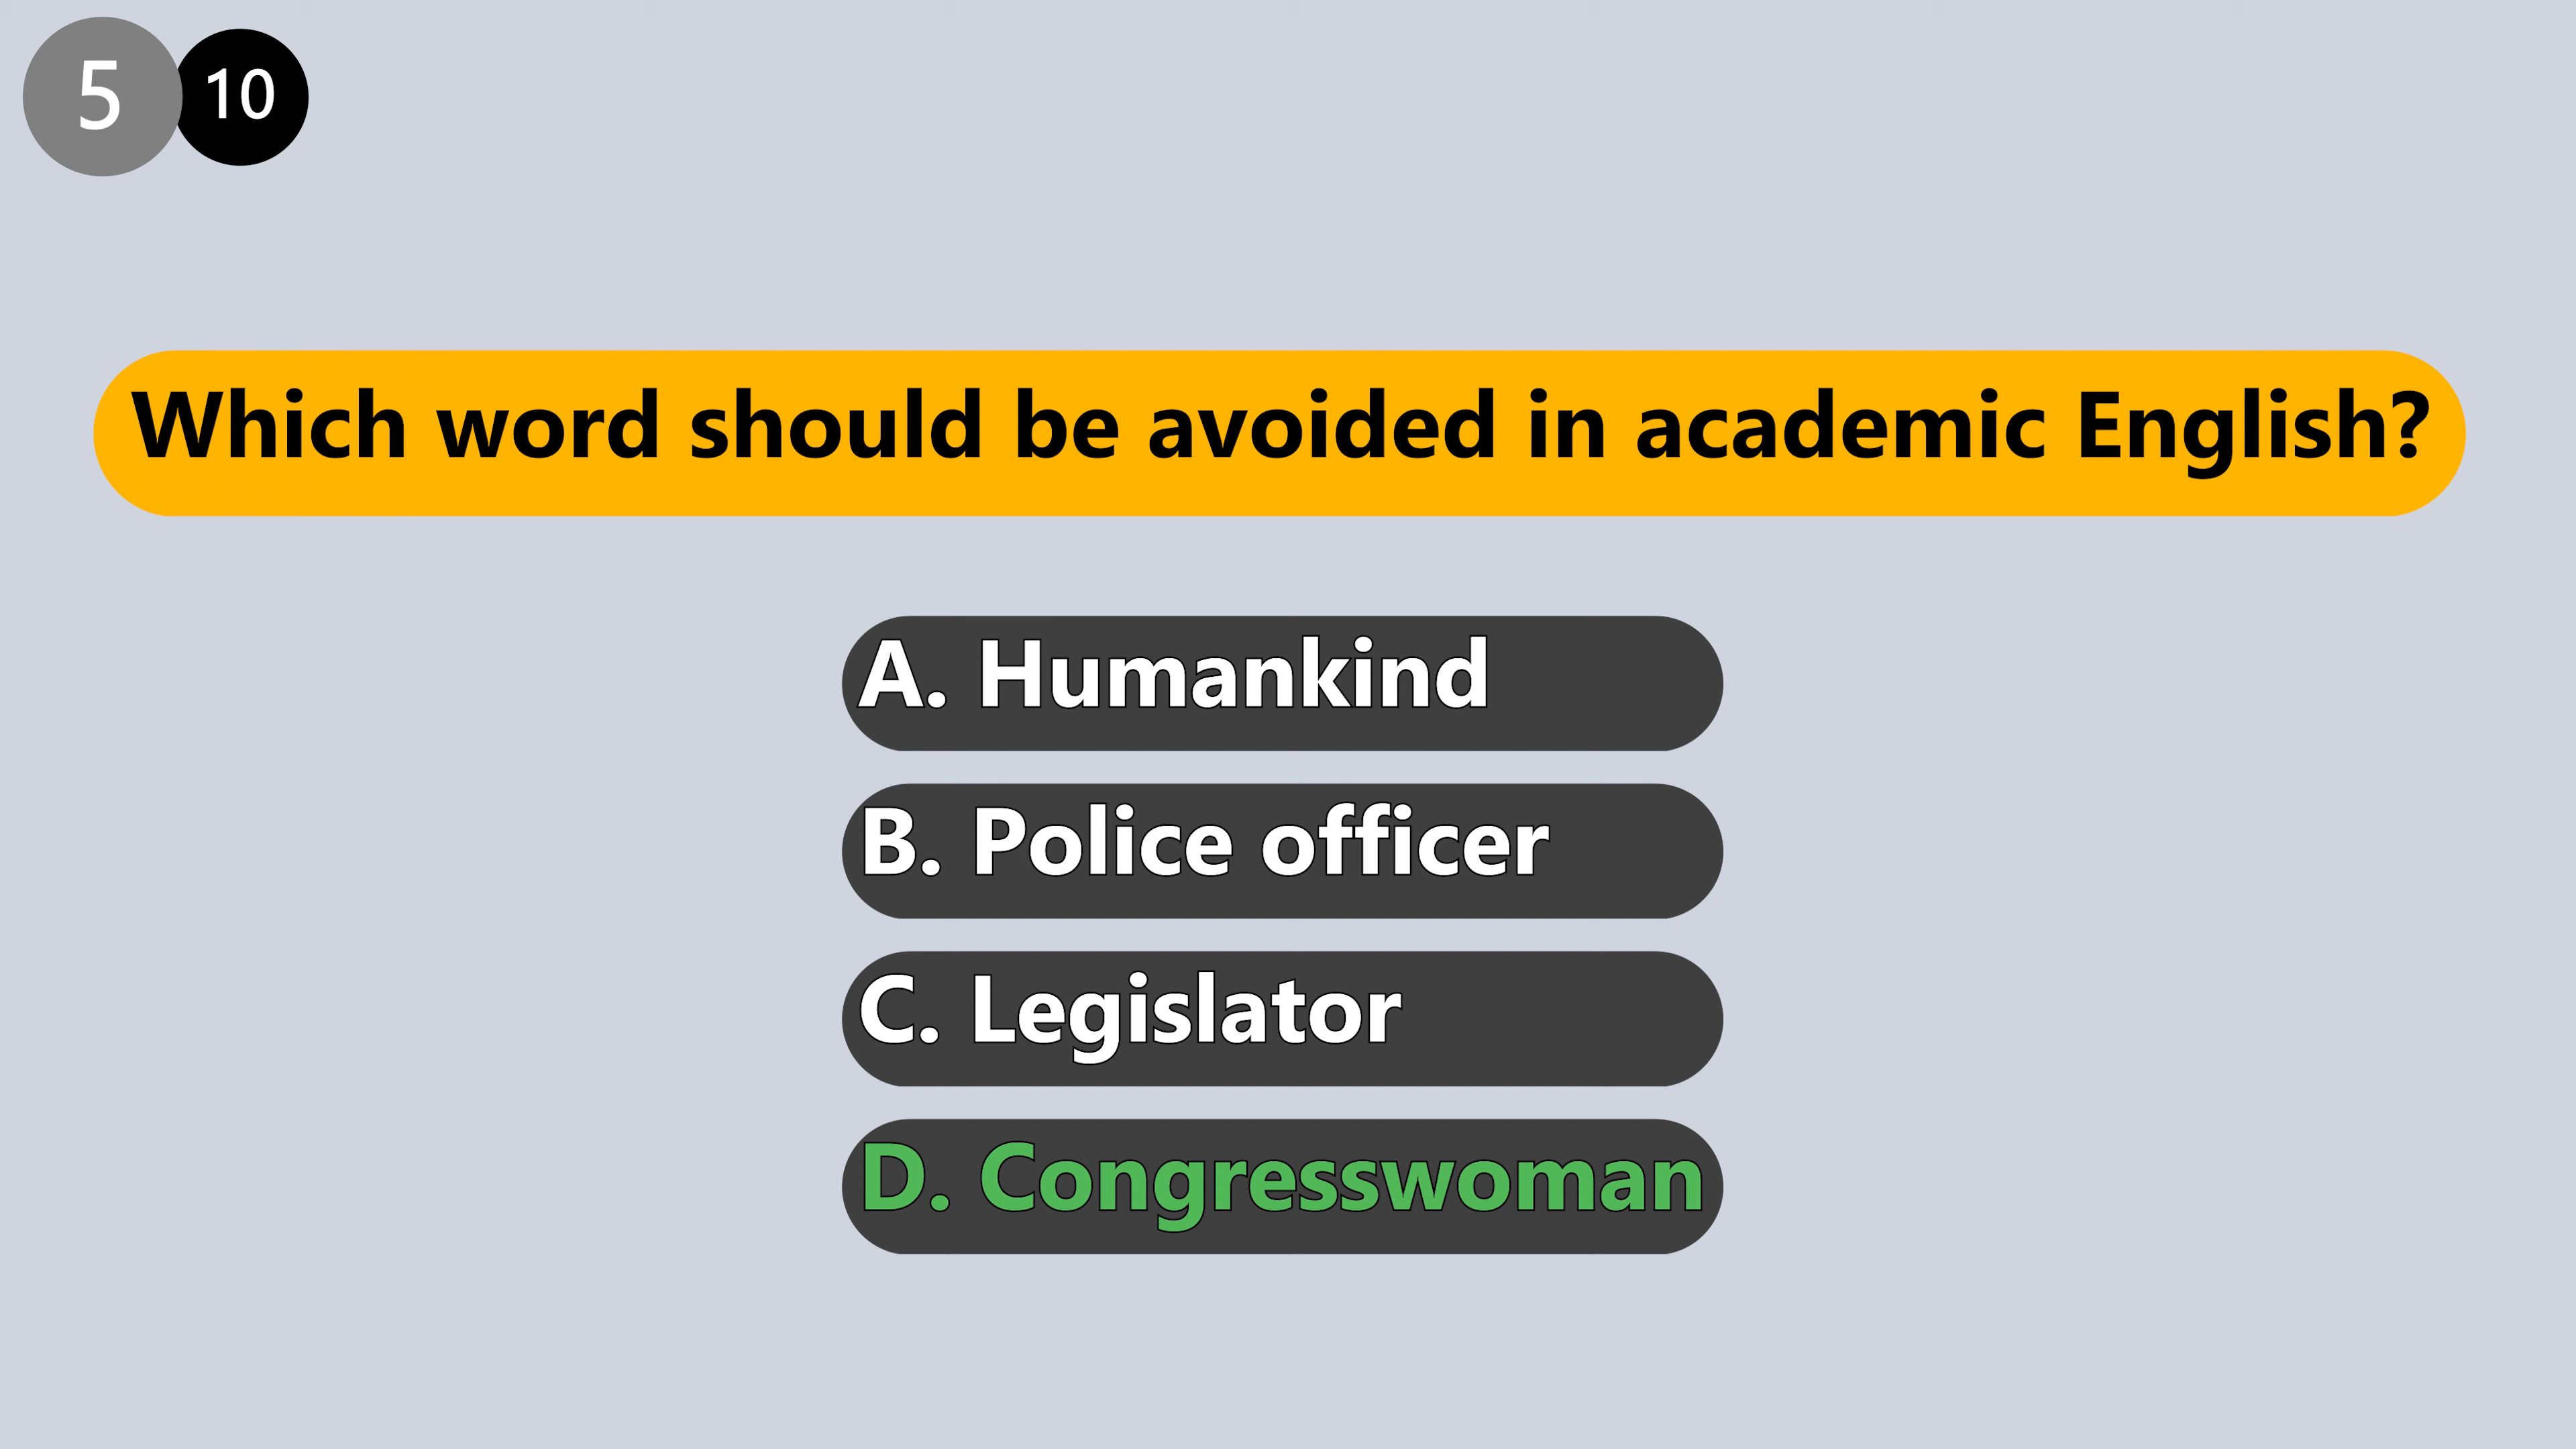 5 10
Which word should be avoided in academic English?
A. Humankind
B. Police officer
C. Legislator
D. Congresswoman